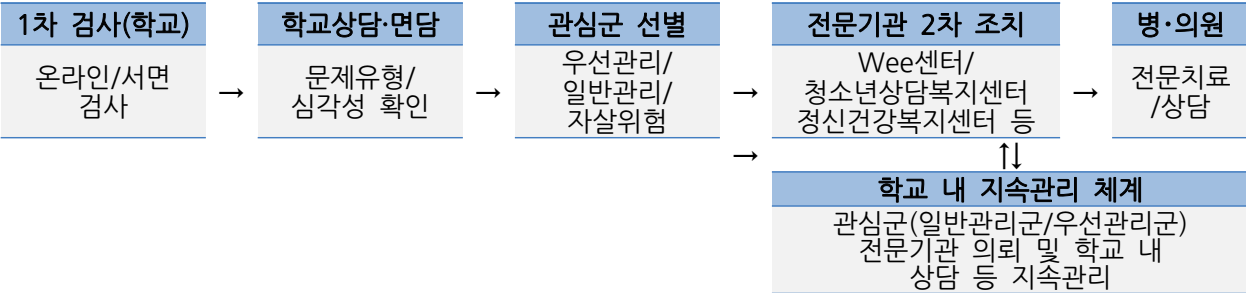 1차 검사(학교)
온라인/서면
검사
→
학교상담·면담
문제유형/
심각성 확인
→
관심군 선별
우선관리/
일반관리/
자살위험
→
→
전문기관 2차 조치
Wee센터/
청소년상담복지센터
정신건강복지센터 등
→
병·의원
전문치료
/상담
↑↓
학교 내 지속관리 체계
관심군(일반관리군/우선관리군)
전문기관 의뢰 및 학교 내
상담 등 지속관리